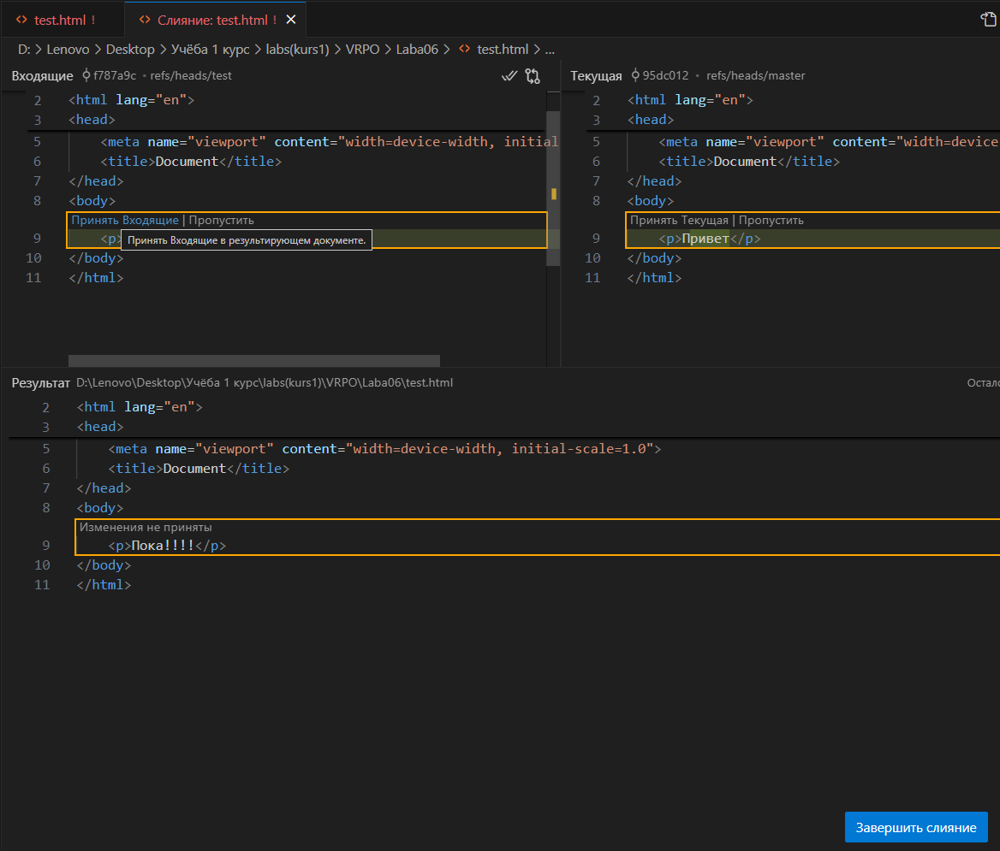 test.html !
Слияние: test.html !
D: > Lenovo > Desktop > Учёба 1 курс > labs(kurs1) > VRPO > Laba06 > test.html > ...
Входящие f787a9c • refs/heads/test
2 <html lang="en">
3 <head>
5 <meta name="viewport" content="width=device-width, initial
6 <title>Document</title>
7 </head>
8 <body>
Принять Входящие | Пропустить
9 <p>
Принять Входящие в результирующем документе.
10 </body>
11 </html>
Текущая 95dc012 • refs/heads/master
2 <html lang="en">
3 <head>
5 <meta name="viewport" content="width=device
6 <title>Document</title>
7 </head>
8 <body>
Принять Текущая | Пропустить
9 <p>Привет</p>
10 </body>
11 </html>
Результат D:\Lenovo\Desktop\Учёба 1 курс\labs(kurs1)\VRPO\Laba06\test.html
2 <html lang="en">
3 <head>
5 <meta name="viewport" content="width=device-width, initial-scale=1.0">
6 <title>Document</title>
7 </head>
8 <body>
Изменения не приняты
9 <p>Пока!!!!</p>
10 </body>
11 </html>
Завершить слияние